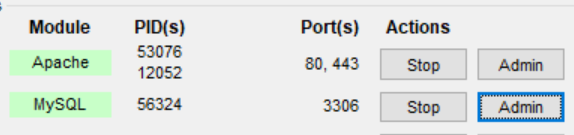 Module PID(s) Port(s) Actions
Apache 53076 12052 80, 443 Stop Admin
MySQL 56324 3306 Stop Admin